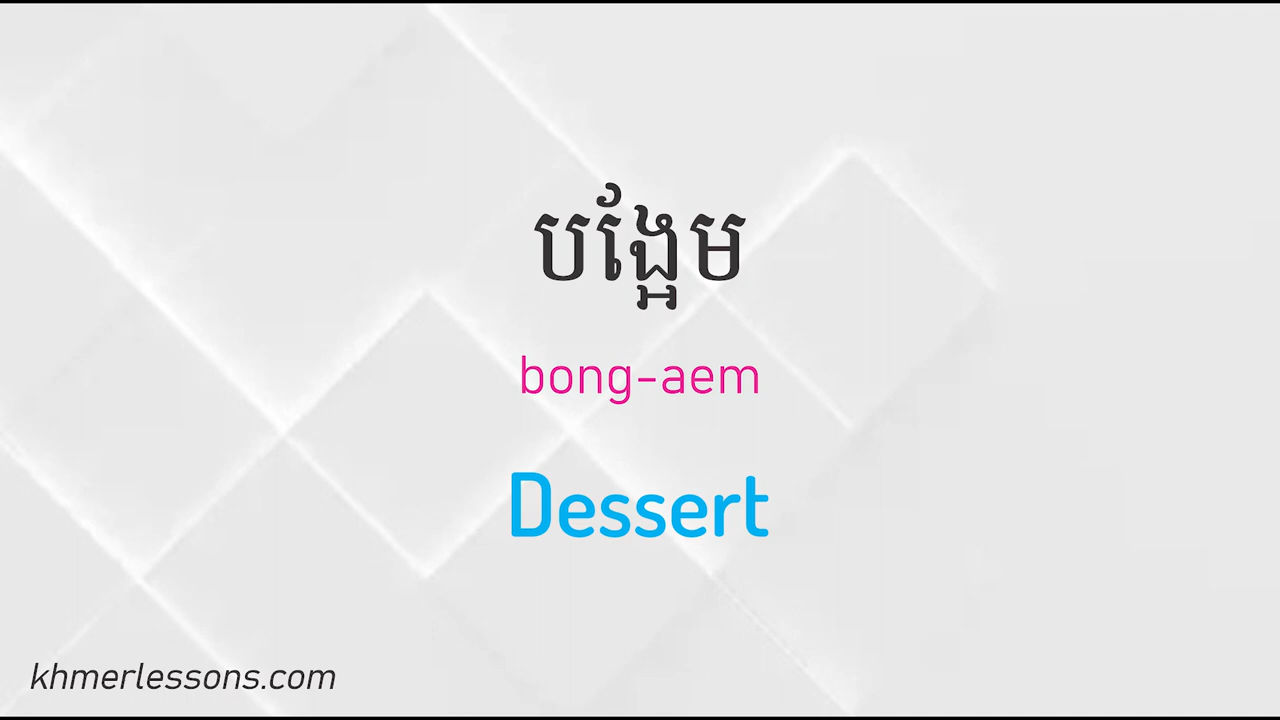 បង្អែម
bong-aem
Dessert
khmerlessons.com